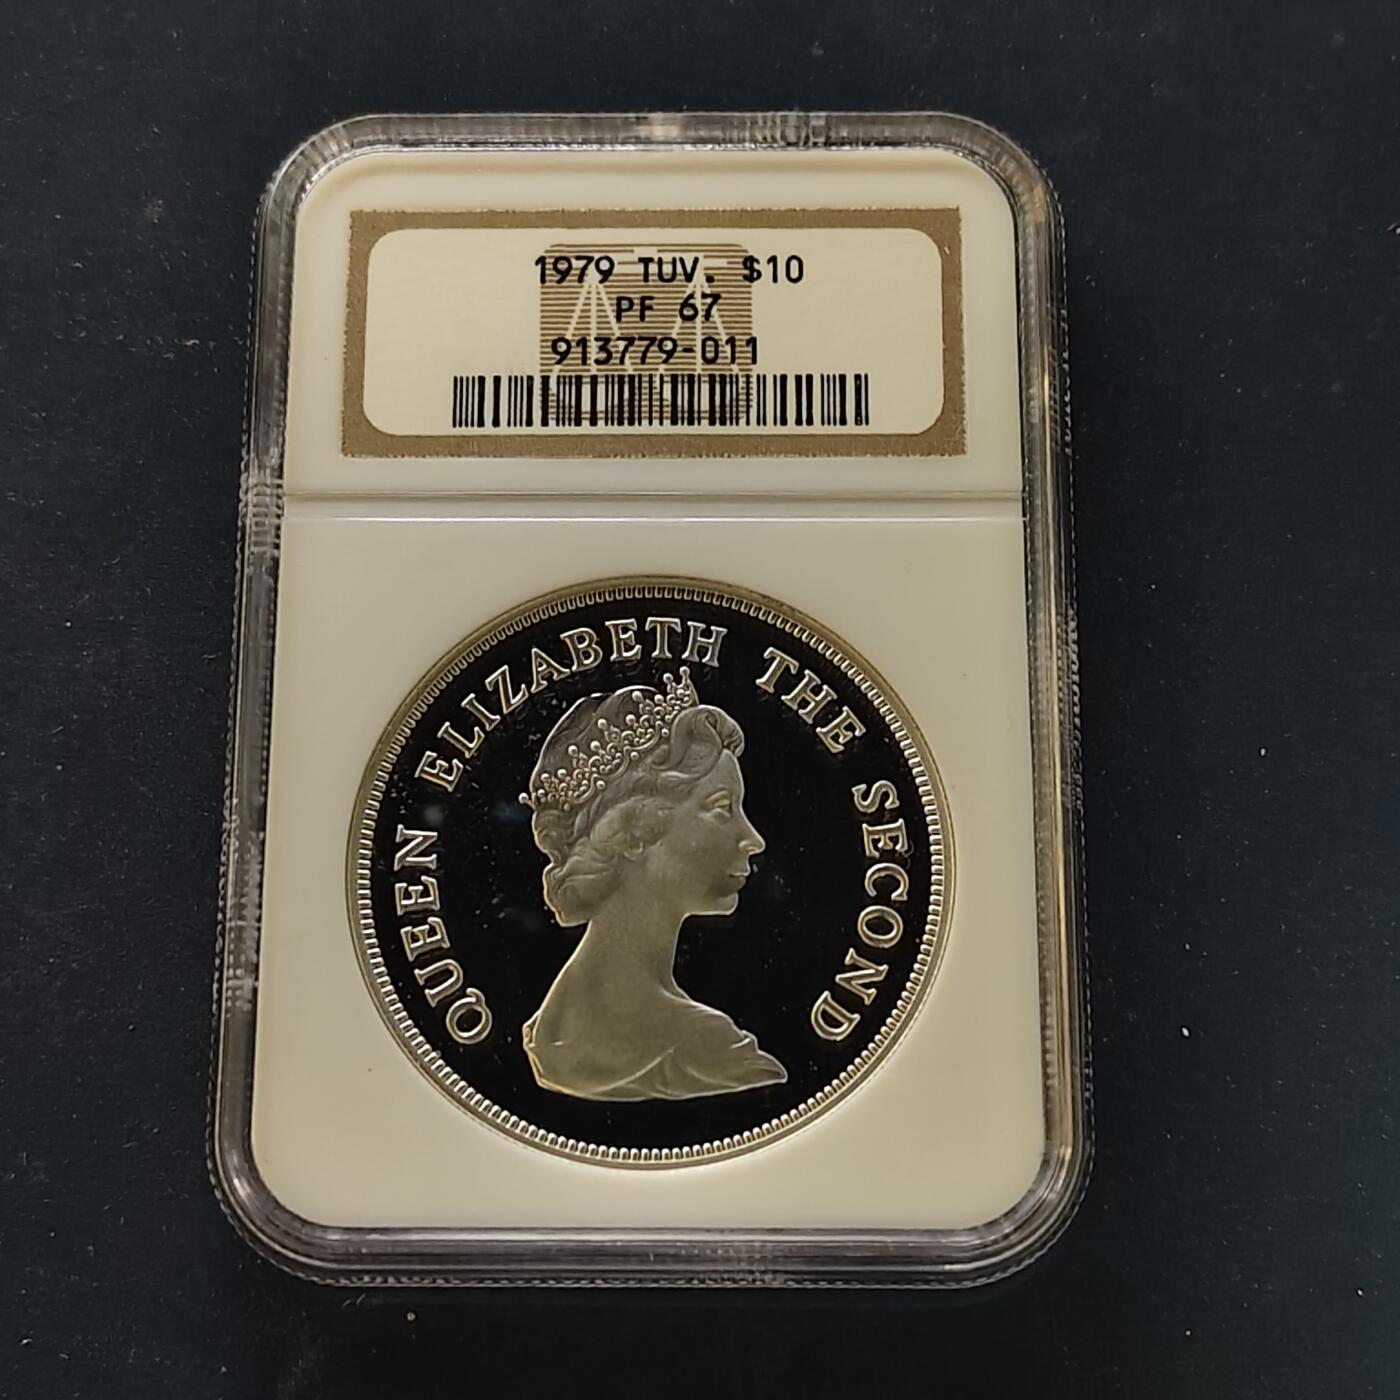 1979 TUV. $10
PF 67
913779-011
QUEEN ELIZABETH THE SECOND